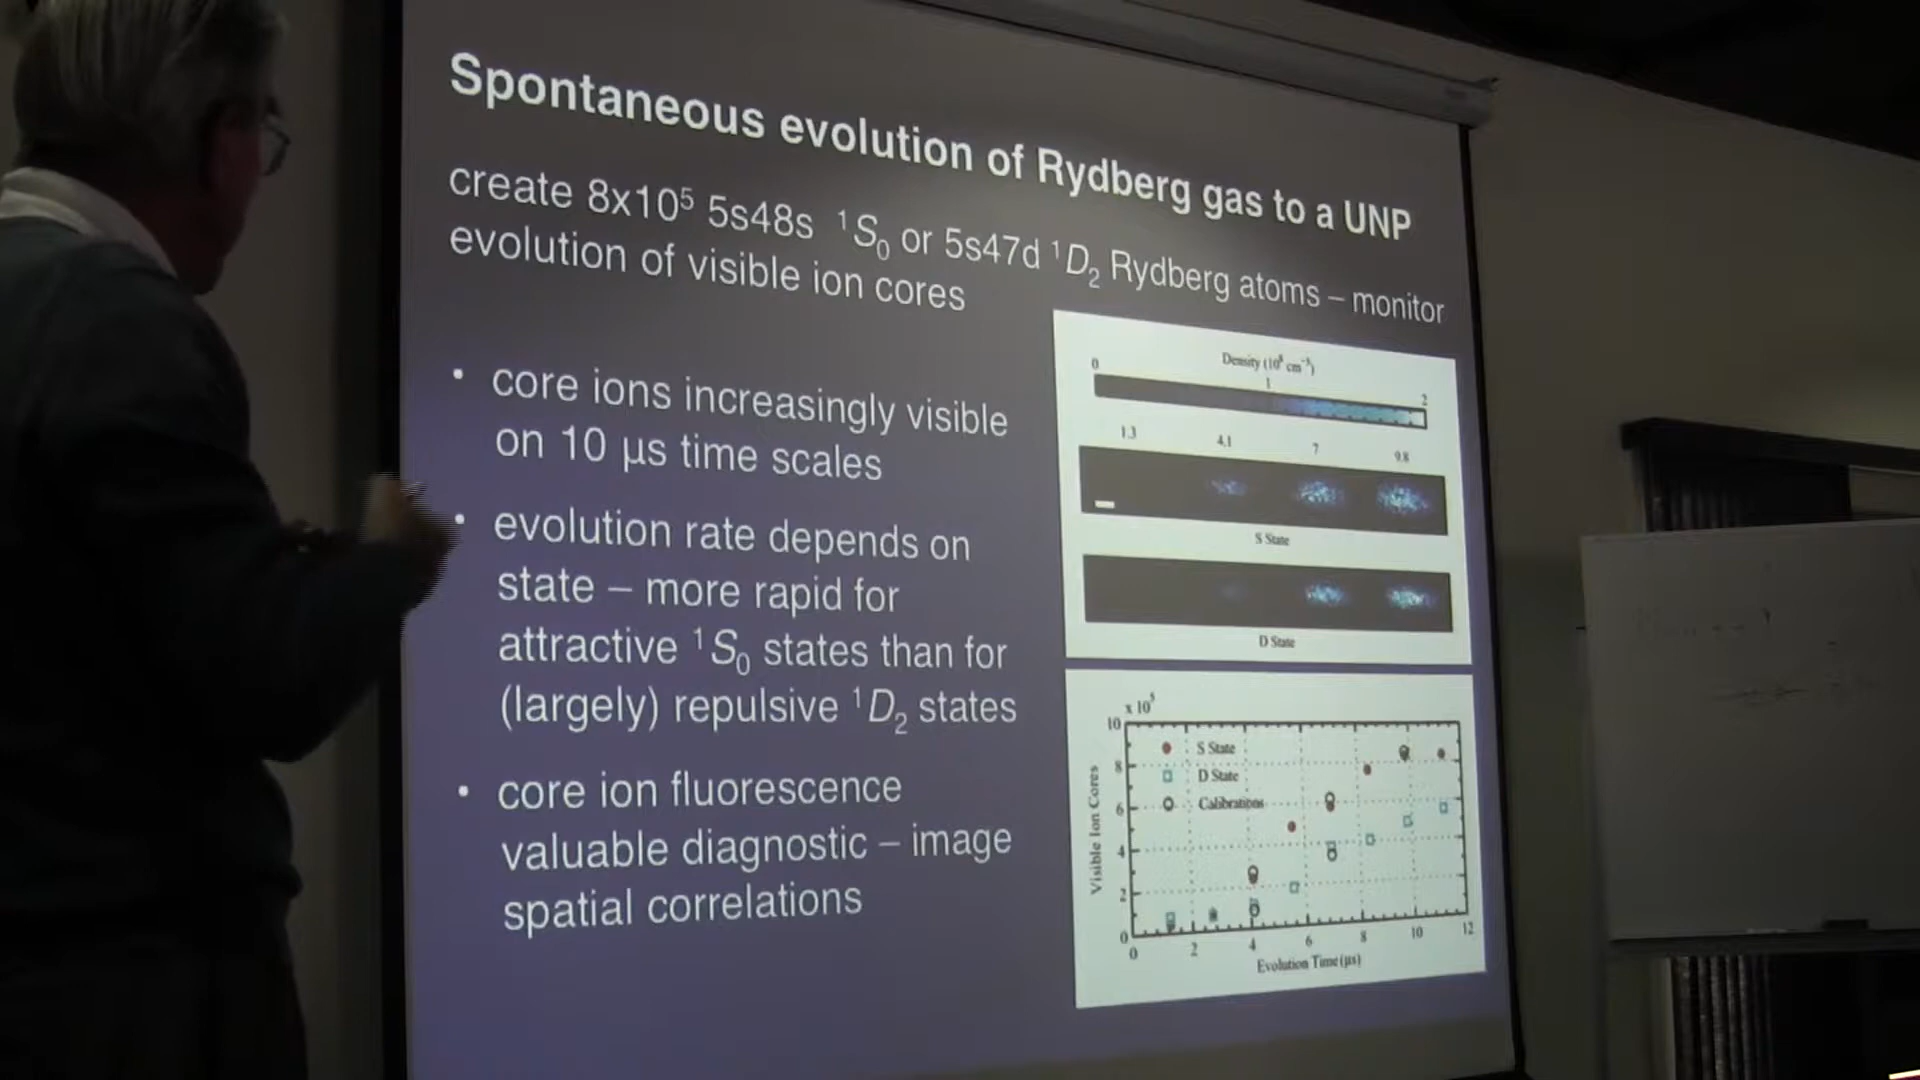 Spontaneous evolution of Rydberg gas to a UNP
create 8x10⁵ 5s48s ¹S₀ or 5s47d ¹D₂ Rydberg atoms – monitor
evolution of visible ion cores
• core ions increasingly visible
on 10 µs time scales
• evolution rate depends on
state – more rapid for
attractive ¹S₀ states than for
(largely) repulsive ¹D₂ states
• core ion fluorescence
valuable diagnostic – image
spatial correlations
Density (10⁸ cm⁻³)
0 1 2
1.3 4.1 7 9.8
S State
D State
x 10⁵
10
8
6
4
2
0
Visible Ion Cores
S State
D State
Calibrations
0 2 4 6 8 10 12
Evolution Time (µs)